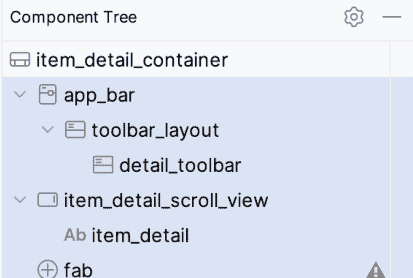 Component Tree
item_detail_container
app_bar
toolbar_layout
detail_toolbar
item_detail_scroll_view
Ab item_detail
fab